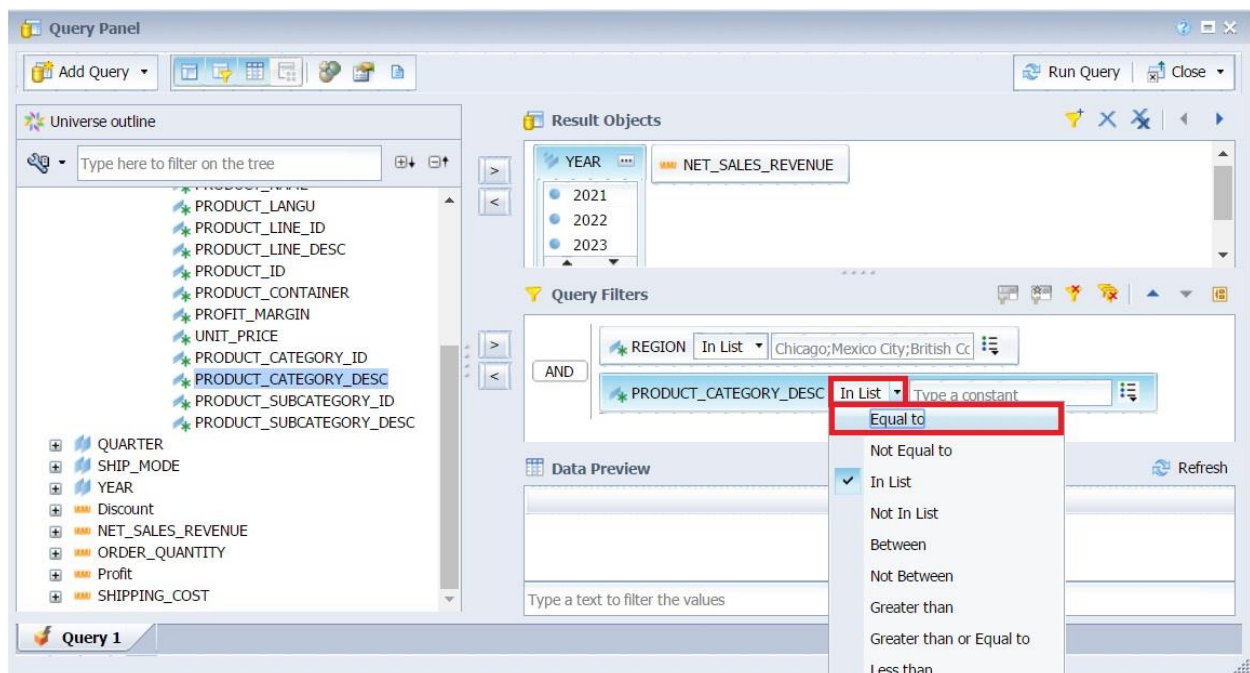 Query Panel
Add Query
Run Query
Close
Universe outline
Type here to filter on the tree
PRODUCT_NAME
PRODUCT_LANGU
PRODUCT_LINE_ID
PRODUCT_LINE_DESC
PRODUCT_ID
PRODUCT_CONTAINER
PROFIT_MARGIN
UNIT_PRICE
PRODUCT_CATEGORY_ID
PRODUCT_CATEGORY_DESC
PRODUCT_SUBCATEGORY_ID
PRODUCT_SUBCATEGORY_DESC
QUARTER
SHIP_MODE
YEAR
Discount
NET_SALES_REVENUE
ORDER_QUANTITY
Profit
SHIPPING_COST
Result Objects
YEAR
NET_SALES_REVENUE
2021
2022
2023
Query Filters
AND
REGION In List Chicago;Mexico City;British Cc
PRODUCT_CATEGORY_DESC In List Type a constant
Equal to
Not Equal to
In List
Not In List
Between
Not Between
Greater than
Greater than or Equal to
Less than
Data Preview
Refresh
Type a text to filter the values
Query 1